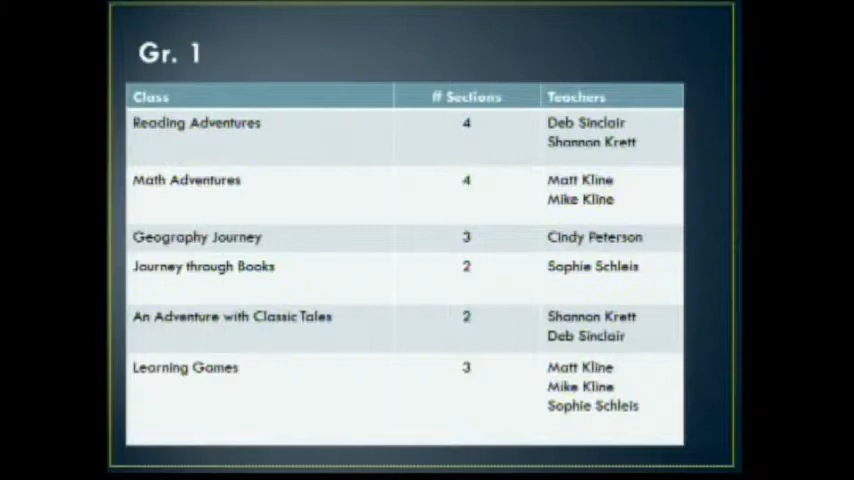 Gr. 1
Class # Sections Teachers
Reading Adventures 4 Deb Sinclair
Shannon Krett
Math Adventures 4 Matt Kline
Mike Kline
Geography Journey 3 Cindy Peterson
Journey through Books 2 Sophie Schleis
An Adventure with Classic Tales 2 Shannon Krett
Deb Sinclair
Learning Games 3 Matt Kline
Mike Kline
Sophie Schleis